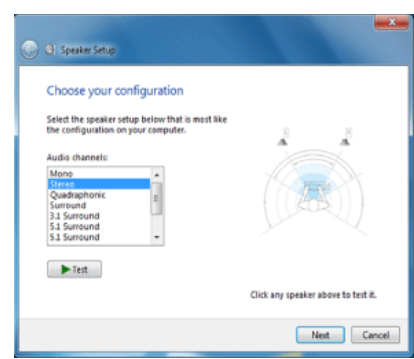 Speaker Setup
Choose your configuration
Select the speaker setup below that is most like
the configuration on your computer.
Audio channels:
Mono
Stereo
Quadraphonic
Surround
3.1 Surround
5.1 Surround
5.1 Surround
Test
Click any speaker above to test it.
Next
Cancel